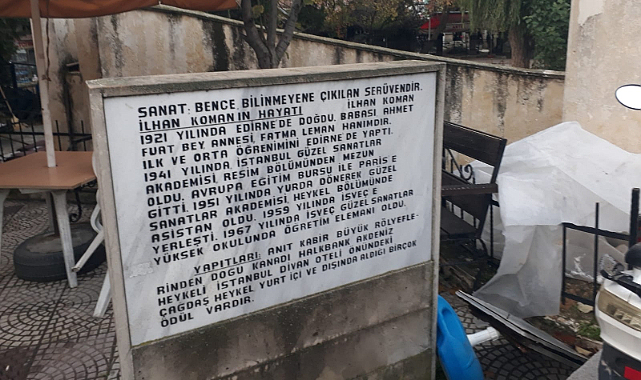 SANAT: BENCE BİLİNMEYENE ÇIKILAN SERÜVENDİR.
İLHAN KOMAN'IN HAYATI İLHAN KOMAN
1921 YILINDA EDİRNE'DE DOĞDU. BABASI AHMET
FUAT BEY ANNESİ FATMA LEMAN HANIMDIR.
İLK VE ORTA ÖĞRENİMİNİ EDİRNE'DE YAPTI.
1941 YILINDA İSTANBUL GÜZEL SANATLAR
AKADEMİSİ RESİM BÖLÜMÜNDEN MEZUN
OLDU. AVRUPA EĞİTİM BURSU İLE PARİS'E
GİTTİ. 1951 YILINDA YURDA DÖNEREK GÜZEL
SANATLAR AKADEMİSİ HEYKEL BÖLÜMÜNDE
ASİSTAN OLDU. 1959 YILINDA İSVEÇ'E
YERLEŞTİ. 1967 YILINDA İSVEÇ GÜZEL SANATLAR
YÜKSEK OKULUNDA ÖĞRETİM ELEMANI OLDU.
YAPITLARI: ANIT KABİR BÜYÜK RÖLYEFLE-
RİNDEN DOĞU KANADI HALKBANK AKDENİZ
HEYKELİ İSTANBUL DİVAN OTELİ ÖNÜNDEKİ
ÇAĞDAŞ HEYKEL YURT İÇİ VE DIŞINDA ALDIĞI BİRÇOK
ÖDÜL VARDIR.